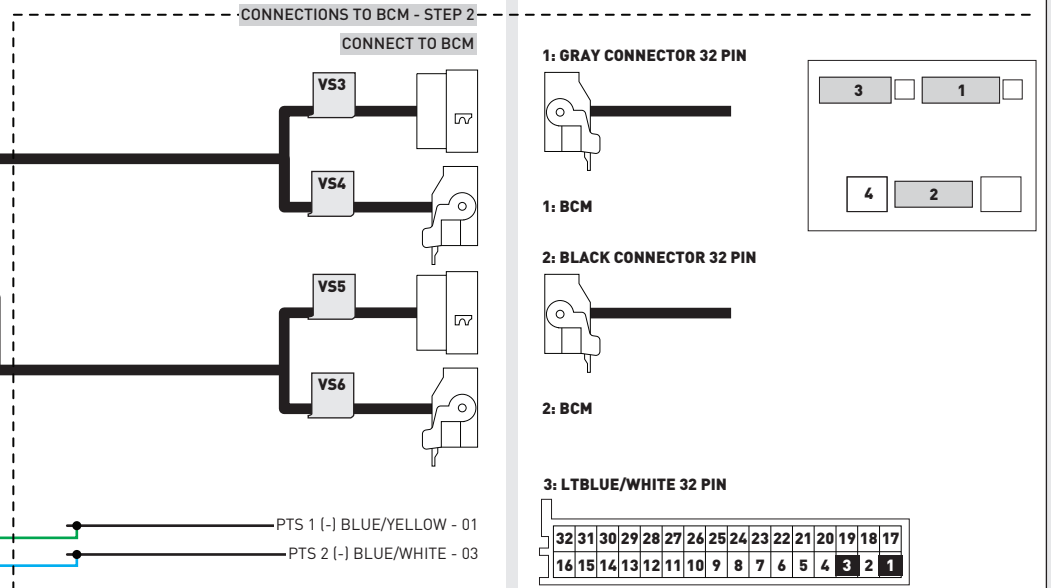 CONNECTIONS TO BCM - STEP 2
CONNECT TO BCM
VS3
VS4
VS5
VS6
PTS 1 (-) BLUE/YELLOW - 01
PTS 2 (-) BLUE/WHITE - 03
1: GRAY CONNECTOR 32 PIN
1: BCM
2: BLACK CONNECTOR 32 PIN
2: BCM
3: LTBLUE/WHITE 32 PIN
32 31 30 29 28 27 26 25 24 23 22 21 20 19 18 17
16 15 14 13 12 11 10 9 8 7 6 5 4 3 2 1
3 1
4 2